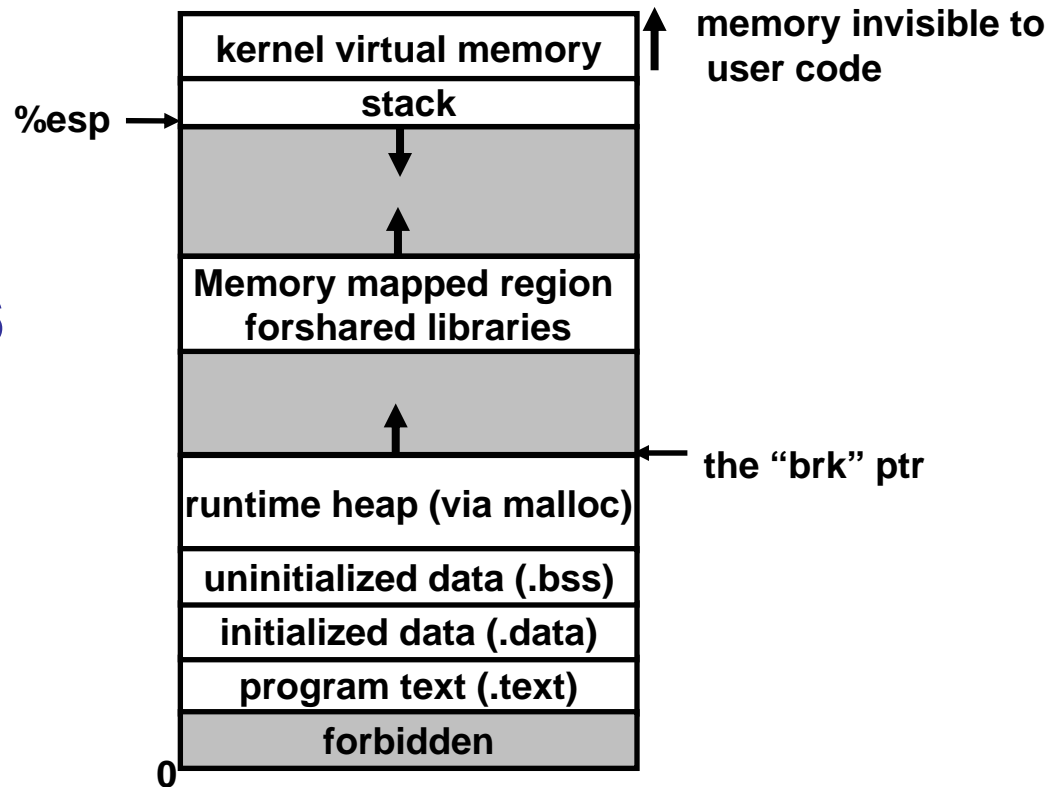 memory invisible to
user code
kernel virtual memory
stack
%esp
Memory mapped region
forshared libraries
the “brk” ptr
runtime heap (via malloc)
uninitialized data (.bss)
initialized data (.data)
program text (.text)
forbidden
0